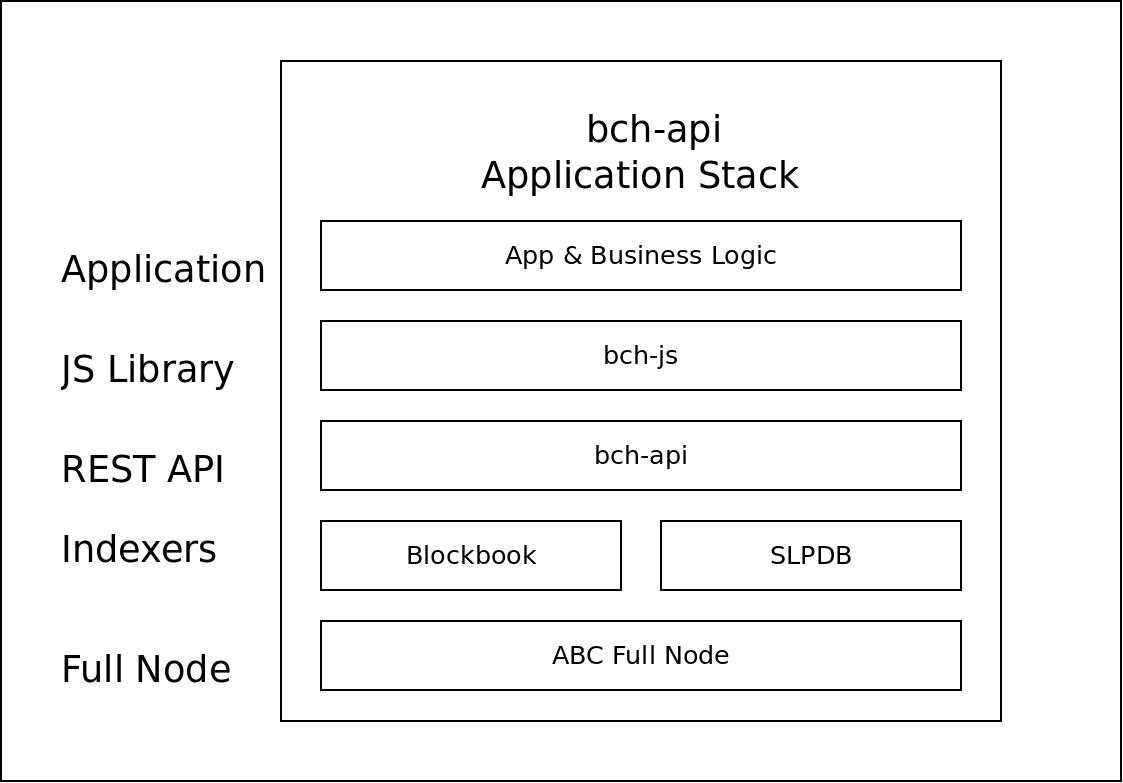 bch-api
Application Stack
Application
App & Business Logic
JS Library
bch-js
REST API
bch-api
Indexers
Blockbook
SLPDB
Full Node
ABC Full Node